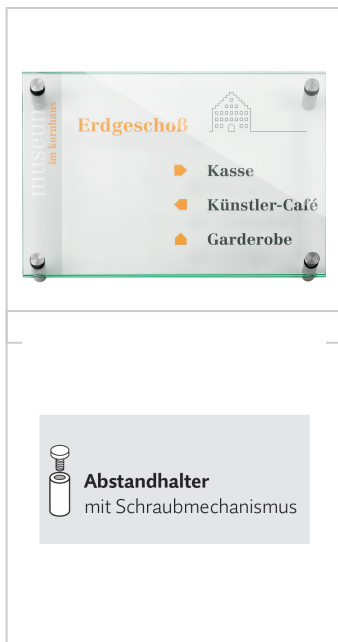 museum
im kornhaus
Erdgeschoß
Kasse
Künstler-Café
Garderobe
Abstandhalter
mit Schraubmechanismus